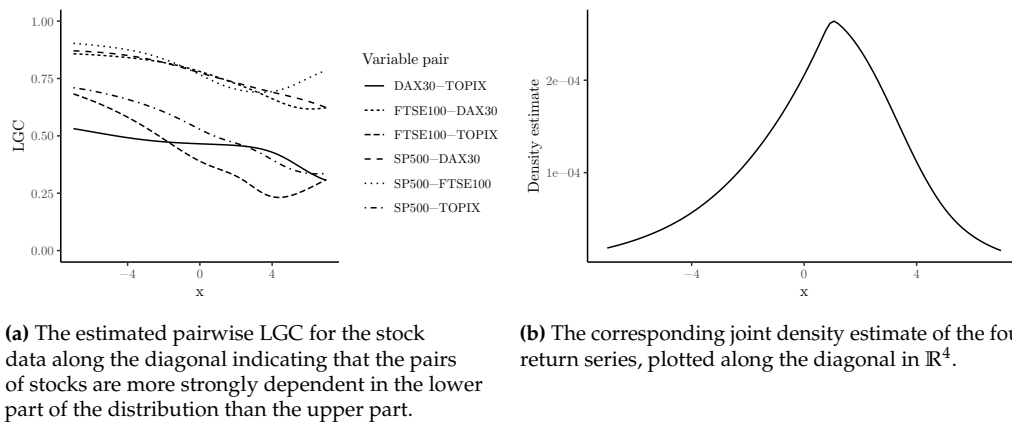 1.00
0.75
0.50
0.25
0.00
LGC
−4
0
4
x
Variable pair
DAX30−TOPIX
FTSE100−DAX30
FTSE100−TOPIX
SP500−DAX30
SP500−FTSE100
SP500−TOPIX
2e−04
1e−04
Density estimate
−4
0
4
x
(a) The estimated pairwise LGC for the stock
data along the diagonal indicating that the pairs
of stocks are more strongly dependent in the lower
part of the distribution than the upper part.
(b) The corresponding joint density estimate of the fou
return series, plotted along the diagonal in ℝ⁴.